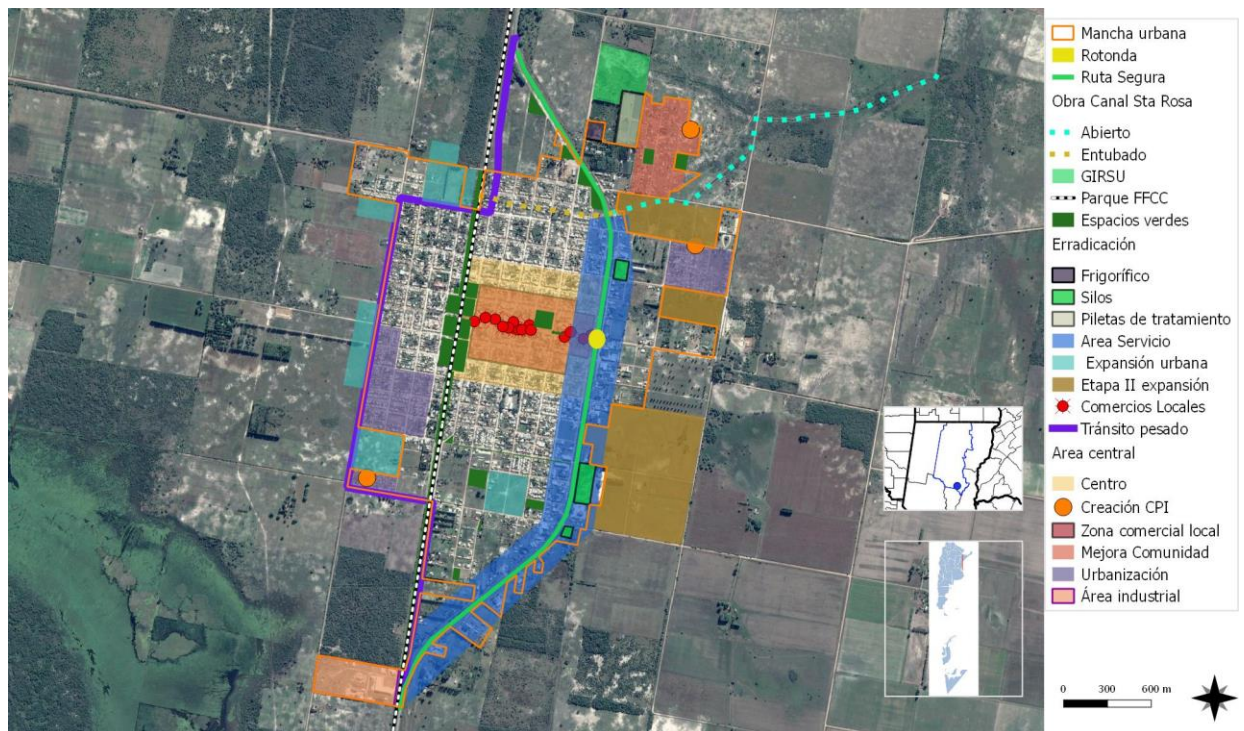 Mancha urbana
Rotonda
Ruta Segura
Obra Canal Sta Rosa
Abierto
Entubado
GIRSU
Parque FFCC
Espacios verdes
Erradicación
Frigorífico
Silos
Piletas de tratamiento
Area Servicio
Expansión urbana
Etapa II expansión
Comercios Locales
Tránsito pesado
Area central
Centro
Creación CPI
Zona comercial local
Mejora Comunidad
Urbanización
Área industrial
0 300 600 m